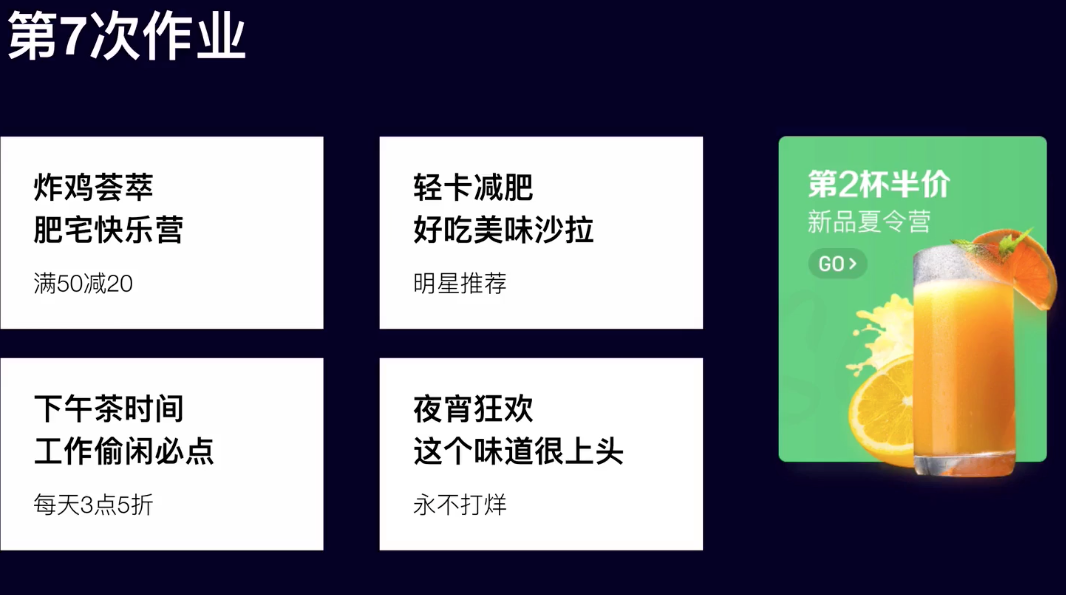 第7次作业
炸鸡荟萃
肥宅快乐营
满50减20
轻卡减肥
好吃美味沙拉
明星推荐
第2杯半价
新品夏令营
GO>
下午茶时间
工作偷闲必点
每天3点5折
夜宵狂欢
这个味道很上头
永不打烊